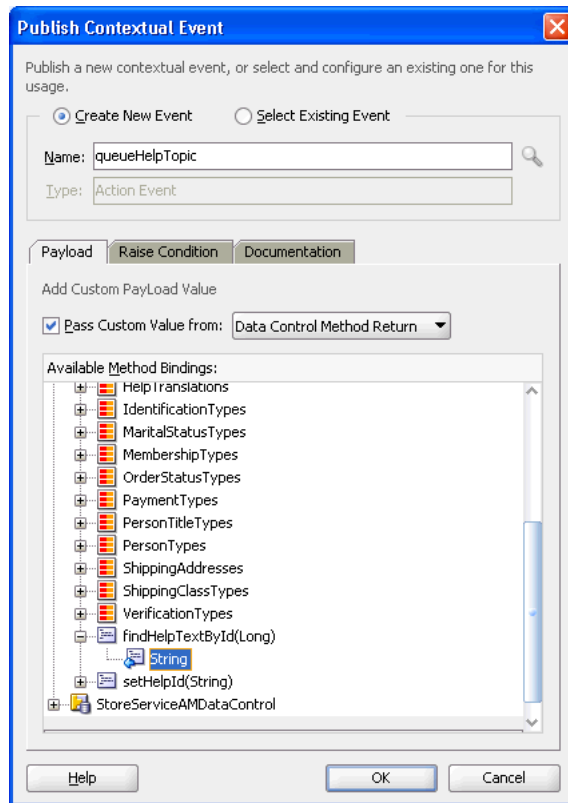 Publish Contextual Event
Publish a new contextual event, or select and configure an existing one for this
usage.
Create New Event Select Existing Event
Name: queueHelpTopic
Type: Action Event
Payload Raise Condition Documentation
Add Custom PayLoad Value
Pass Custom Value from: Data Control Method Return
Available Method Bindings:
HelpTranslations
IdentificationTypes
MaritalStatusTypes
MembershipTypes
OrderStatusTypes
PaymentTypes
PersonTitleTypes
PersonTypes
ShippingAddresses
ShippingClassTypes
VerificationTypes
findHelpTextById(Long)
String
setHelpId(String)
StoreServiceAMDataControl
Help OK Cancel